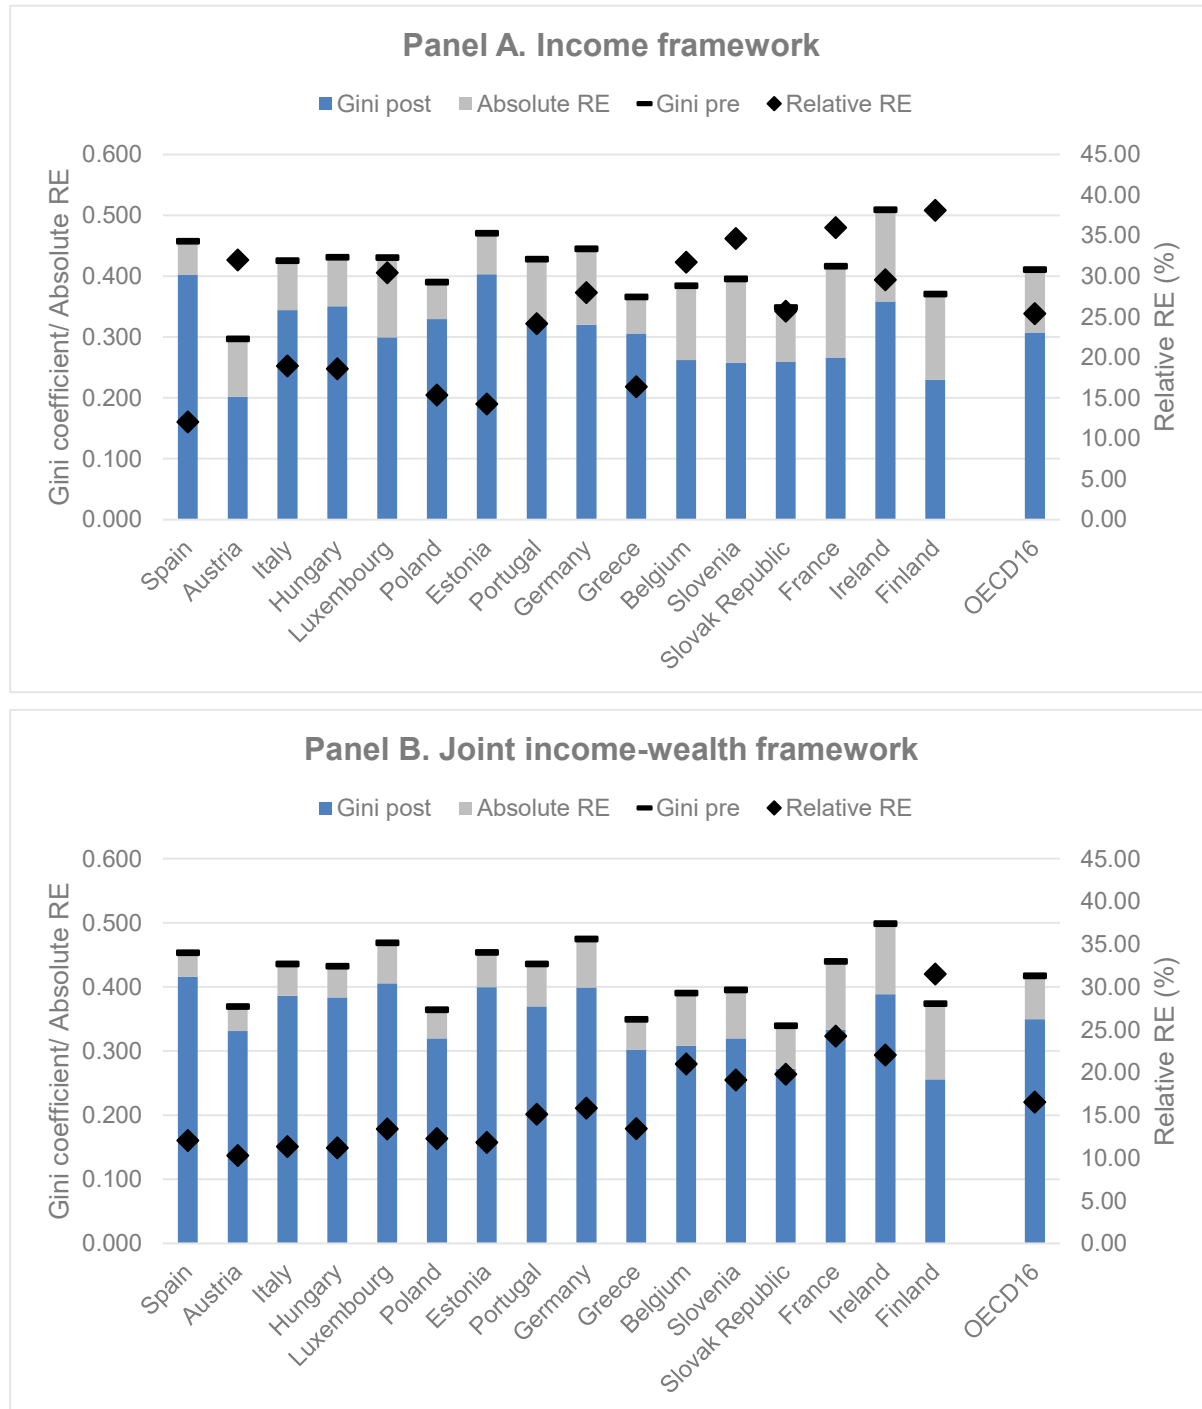 Panel A. Income framework
Gini post Absolute RE Gini pre Relative RE
Gini coefficient/ Absolute RE
0.600
0.500
0.400
0.300
0.200
0.100
0.000
45.00
40.00
35.00
30.00
25.00
20.00
15.00
10.00
5.00
0.00
Relative RE (%)
Spain
Austria
Italy
Hungary
Luxembourg
Poland
Estonia
Portugal
Germany
Greece
Belgium
Slovenia
Slovak Republic
France
Ireland
Finland
OECD16
Panel B. Joint income-wealth framework
Gini post Absolute RE Gini pre Relative RE
Gini coefficient/ Absolute RE
0.600
0.500
0.400
0.300
0.200
0.100
0.000
45.00
40.00
35.00
30.00
25.00
20.00
15.00
10.00
5.00
0.00
Relative RE (%)
Spain
Austria
Italy
Hungary
Luxembourg
Poland
Estonia
Portugal
Germany
Greece
Belgium
Slovenia
Slovak Republic
France
Ireland
Finland
OECD16